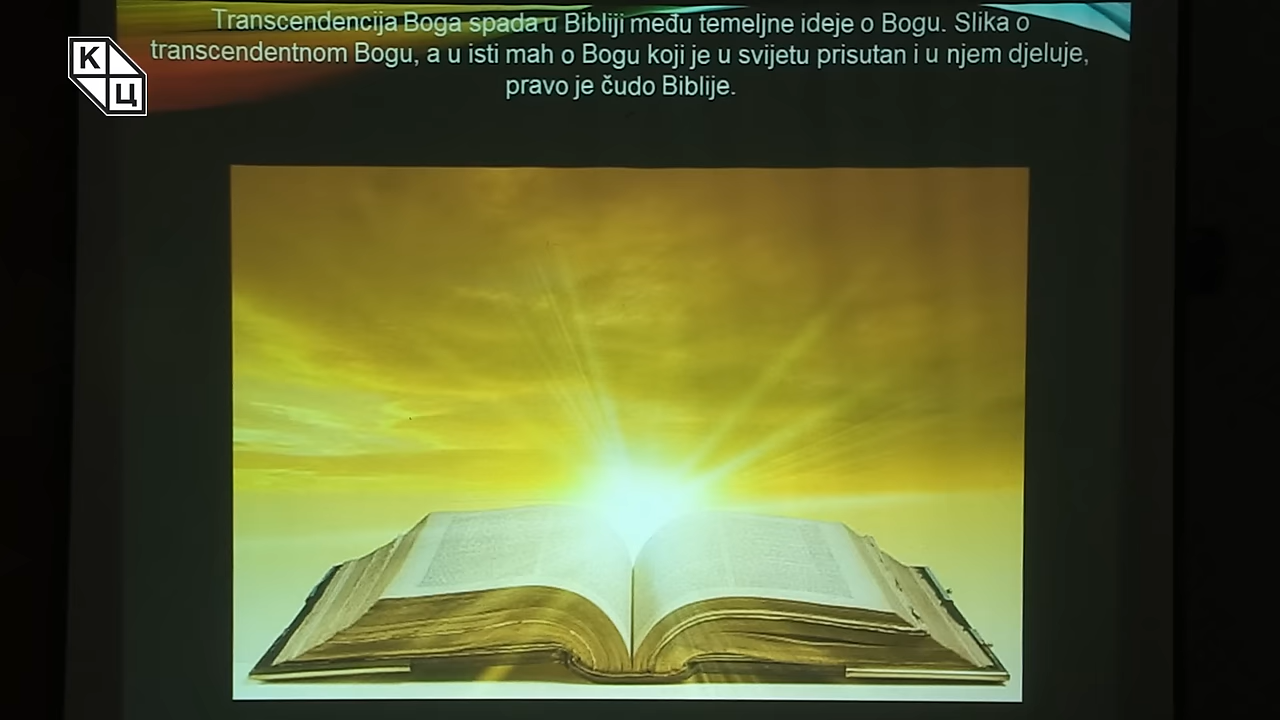 Transcendencija Boga spada u Bibliji među temeljne ideje o Bogu. Slika o
transcendentnom Bogu, a u isti mah o Bogu koji je u svijetu prisutan i u njem djeluje,
pravo je čudo Biblije.
К
Ц